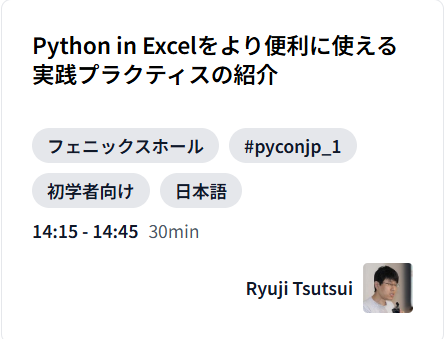 Python in Excelをより便利に使える
実践プラクティスの紹介
フェニックスホール
#pyconjp_1
初学者向け
日本語
14:15 - 14:45 30min
Ryuji Tsutsui